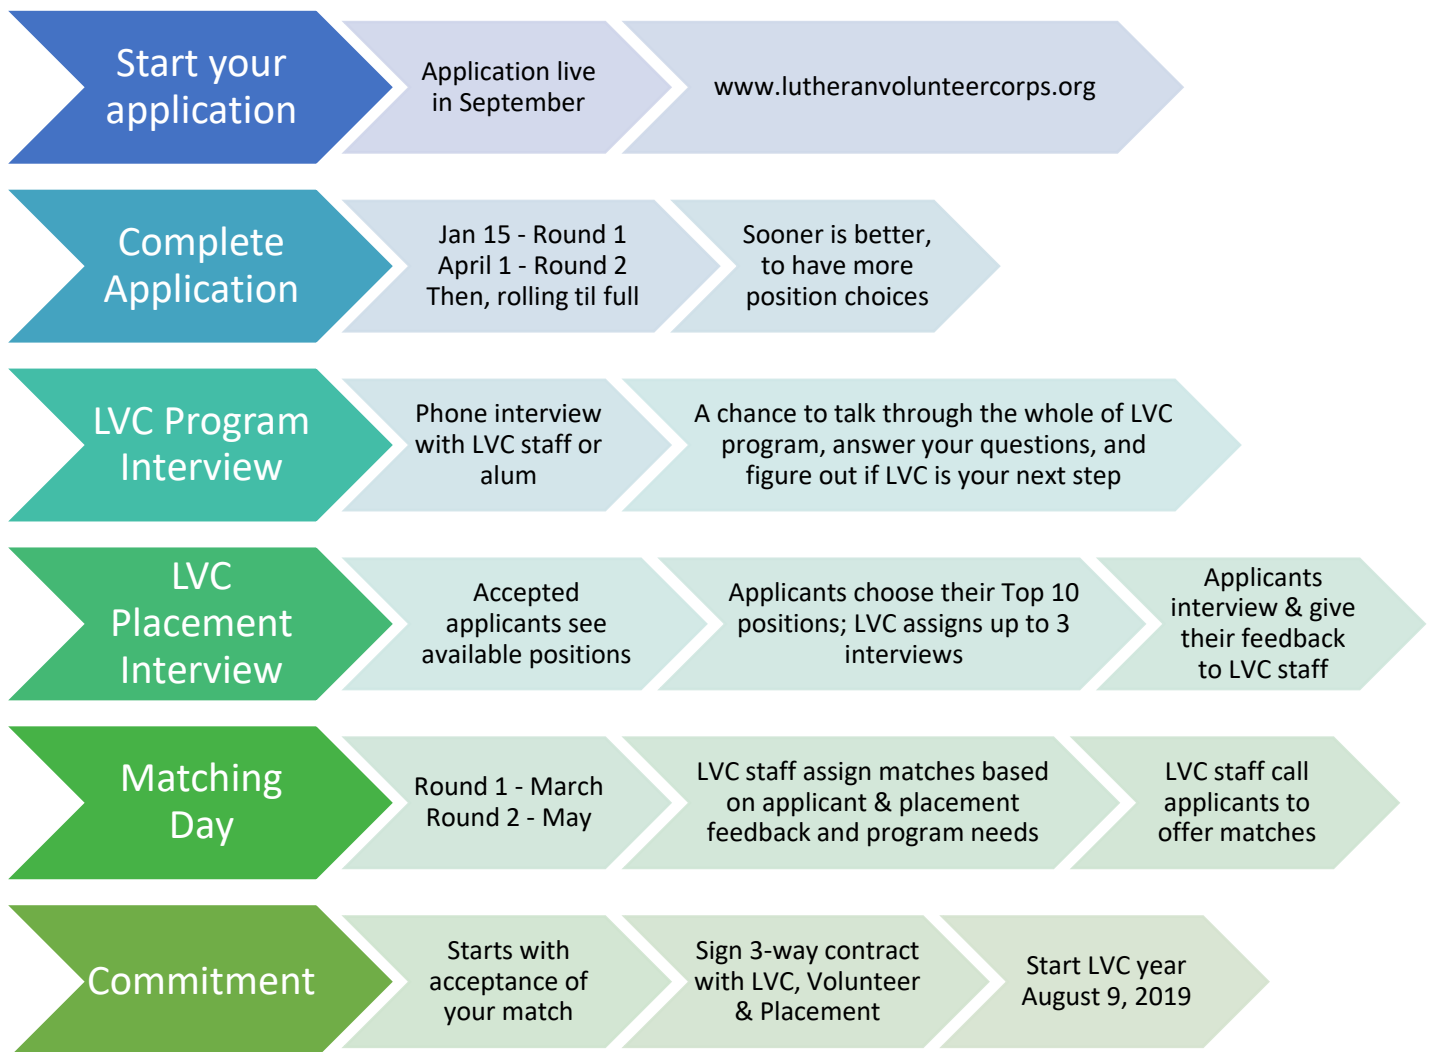 Start your
application
Application live
in September
www.lutheranvolunteercorps.org
Complete
Application
Jan 15 - Round 1
April 1 - Round 2
Then, rolling til full
Sooner is better,
to have more
position choices
LVC Program
Interview
Phone interview
with LVC staff or
alum
A chance to talk through the whole of LVC
program, answer your questions, and
figure out if LVC is your next step
LVC
Placement
Interview
Accepted
applicants see
available positions
Applicants choose their Top 10
positions; LVC assigns up to 3
interviews
Applicants
interview & give
their feedback
to LVC staff
Matching
Day
Round 1 - March
Round 2 - May
LVC staff assign matches based
on applicant & placement
feedback and program needs
LVC staff call
applicants to
offer matches
Commitment
Starts with
acceptance of
your match
Sign 3-way contract
with LVC, Volunteer
& Placement
Start LVC year
August 9, 2019